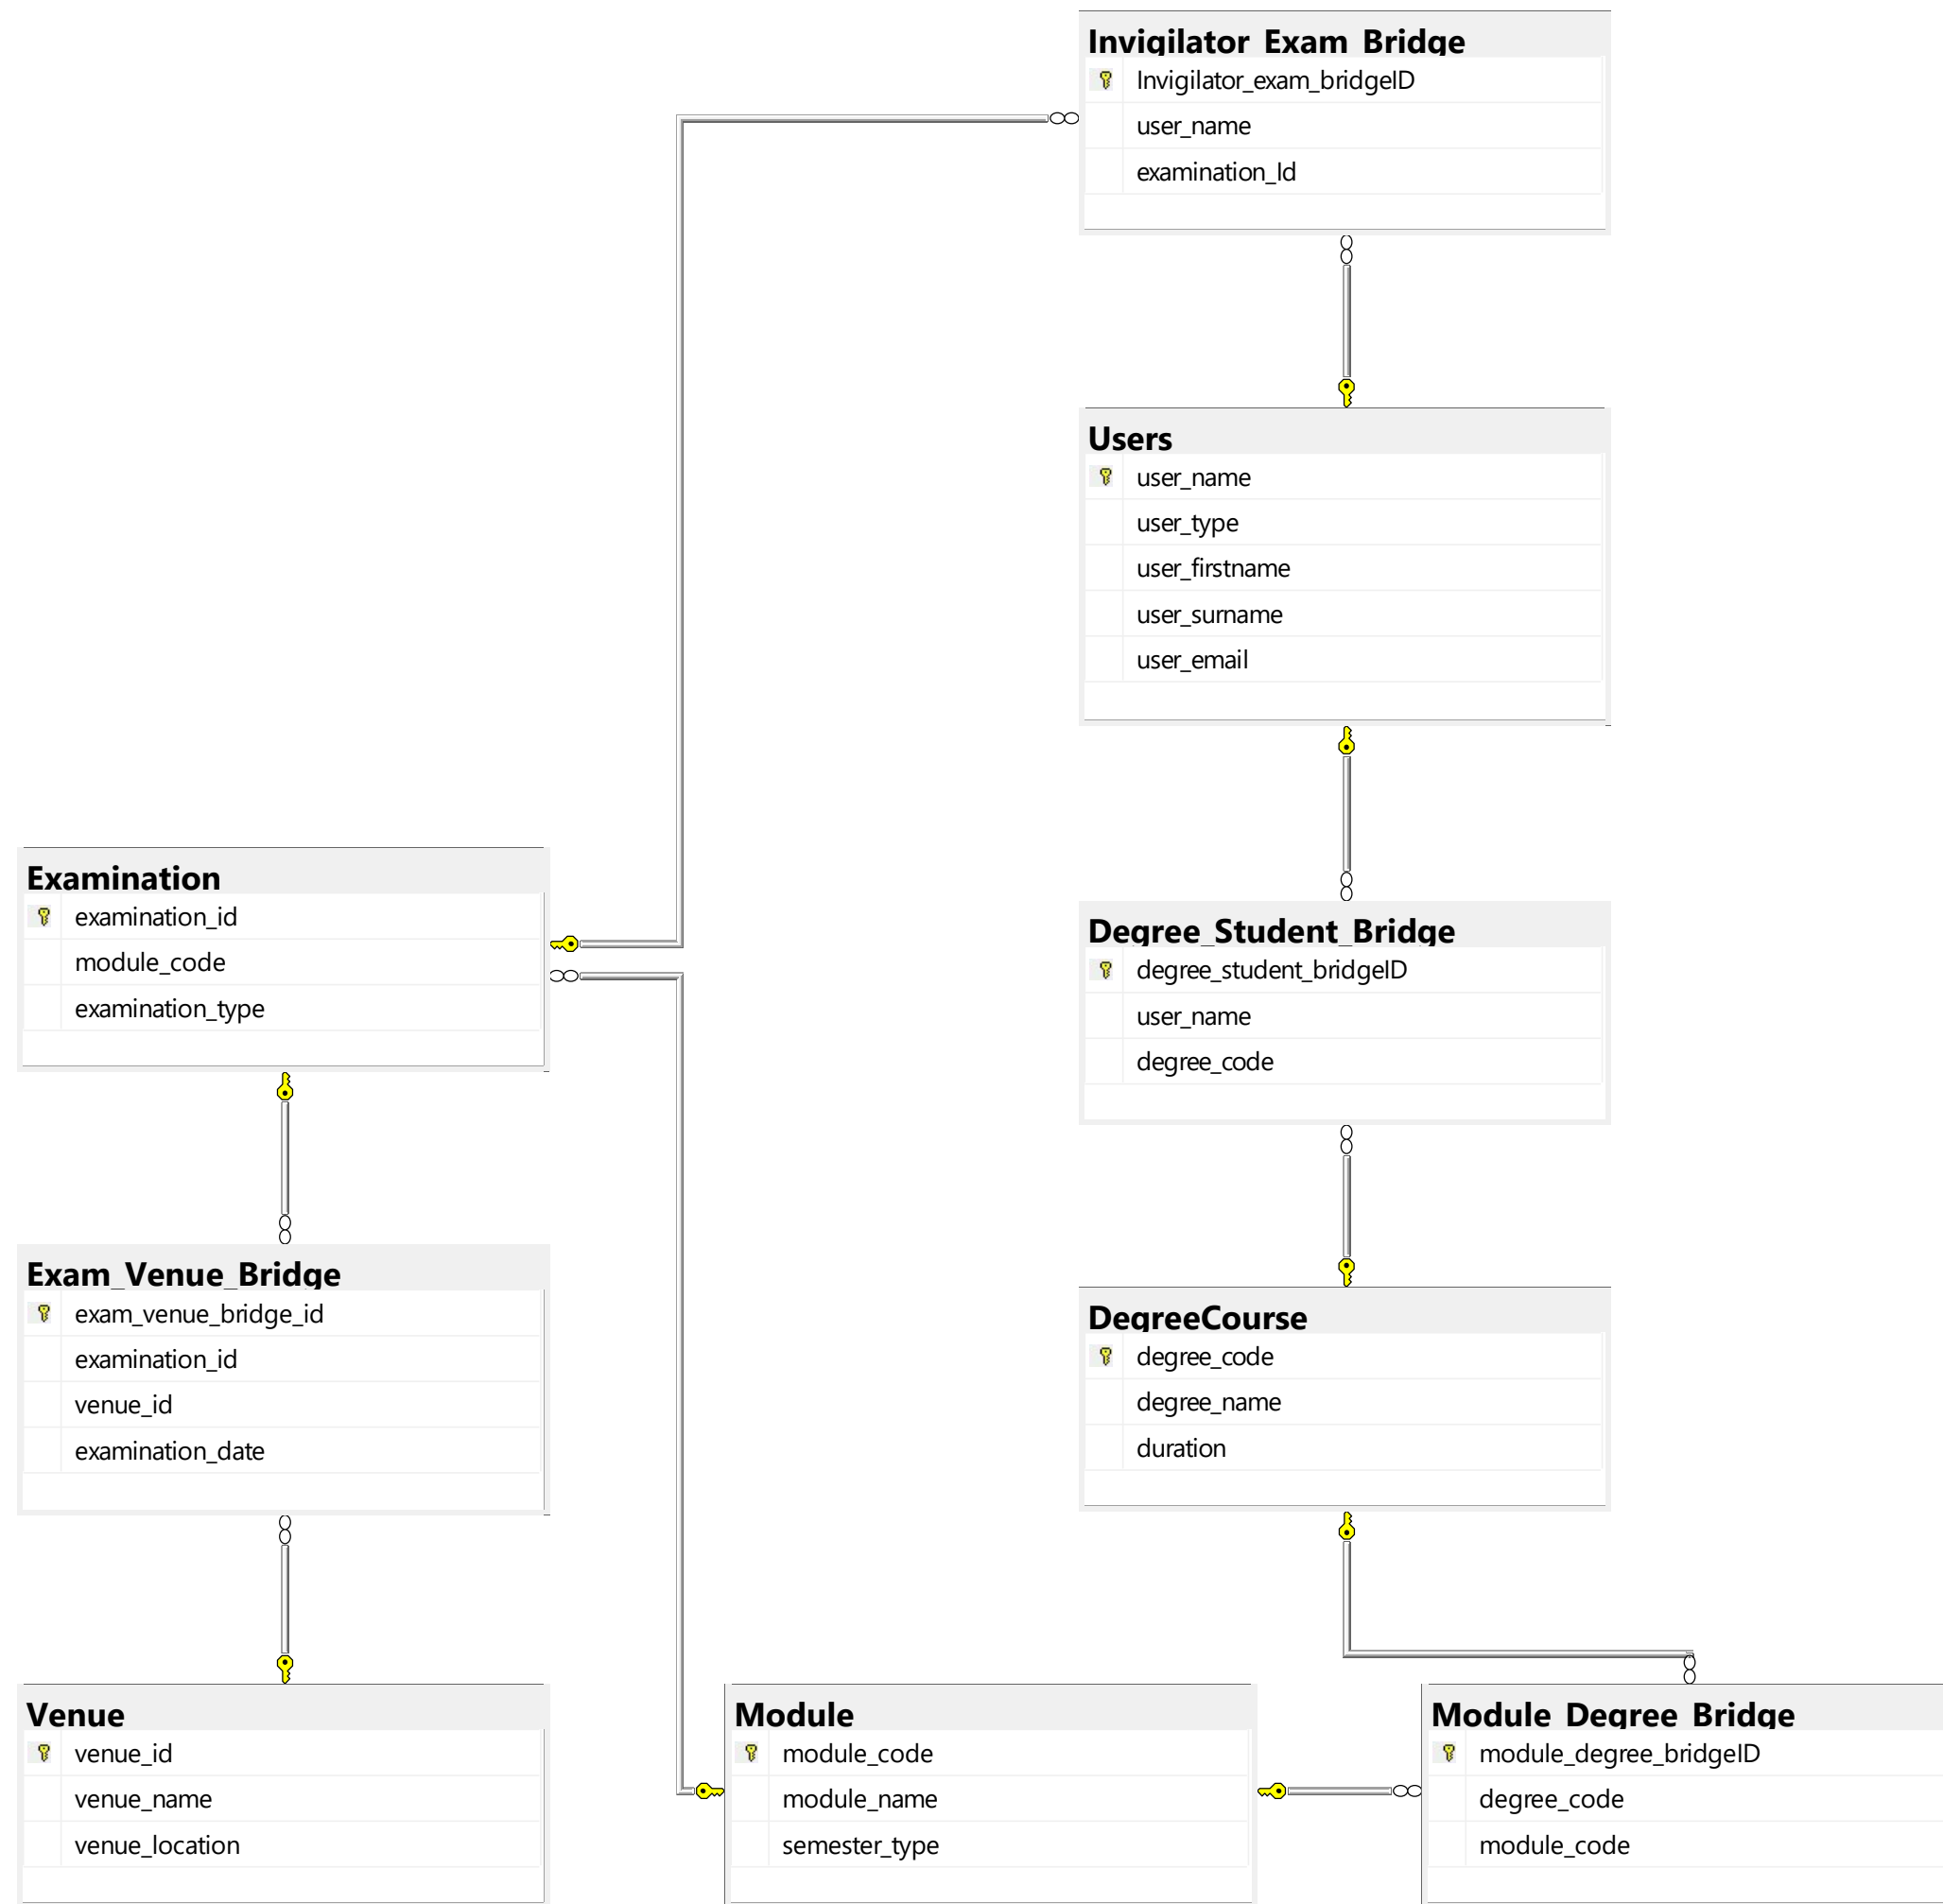 Invigilator_Exam_Bridge
Invigilator_exam_bridgeID
user_name
examination_Id
Users
user_name
user_type
user_firstname
user_surname
user_email
Examination
examination_id
module_code
examination_type
Degree_Student_Bridge
degree_student_bridgeID
user_name
degree_code
Exam_Venue_Bridge
exam_venue_bridge_id
examination_id
venue_id
examination_date
DegreeCourse
degree_code
degree_name
duration
Venue
venue_id
venue_name
venue_location
Module
module_code
module_name
semester_type
Module_Degree_Bridge
module_degree_bridgeID
degree_code
module_code